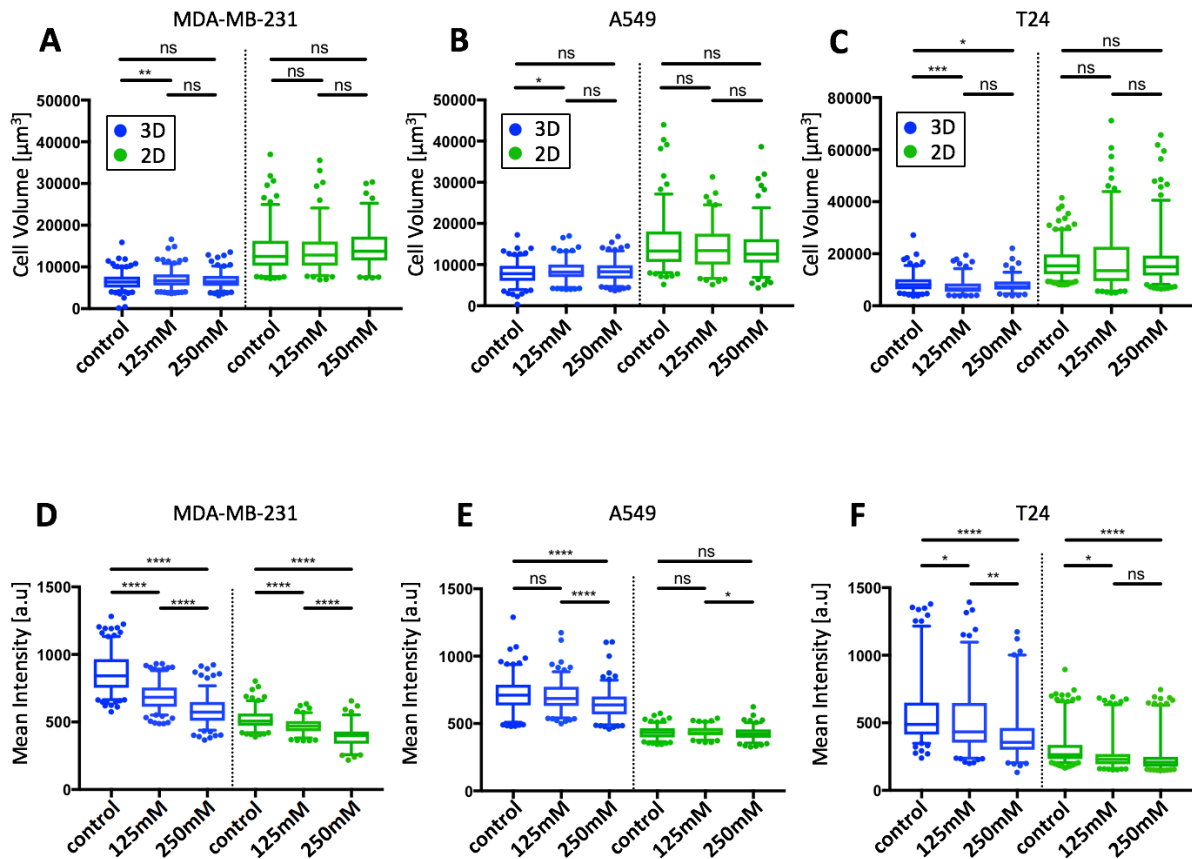 A MDA-MB-231
ns ns
** ns ns ns
Cell Volume [µm³]
50000
40000
30000
20000
10000
0
3D
2D
control 125mM 250mM control 125mM 250mM
B A549
ns ns
* ns ns ns
Cell Volume [µm³]
50000
40000
30000
20000
10000
0
3D
2D
control 125mM 250mM control 125mM 250mM
C T24
* ns
*** ns ns ns
Cell Volume [µm³]
80000
60000
40000
20000
0
3D
2D
control 125mM 250mM control 125mM 250mM
D MDA-MB-231
**** ****
**** **** **** ****
Mean Intensity [a.u]
1500
1000
500
0
control 125mM 250mM control 125mM 250mM
E A549
**** ns
ns **** ns *
Mean Intensity [a.u]
1500
1000
500
0
control 125mM 250mM control 125mM 250mM
F T24
**** ****
* ** * ns
Mean Intensity [a.u]
1500
1000
500
0
control 125mM 250mM control 125mM 250mM